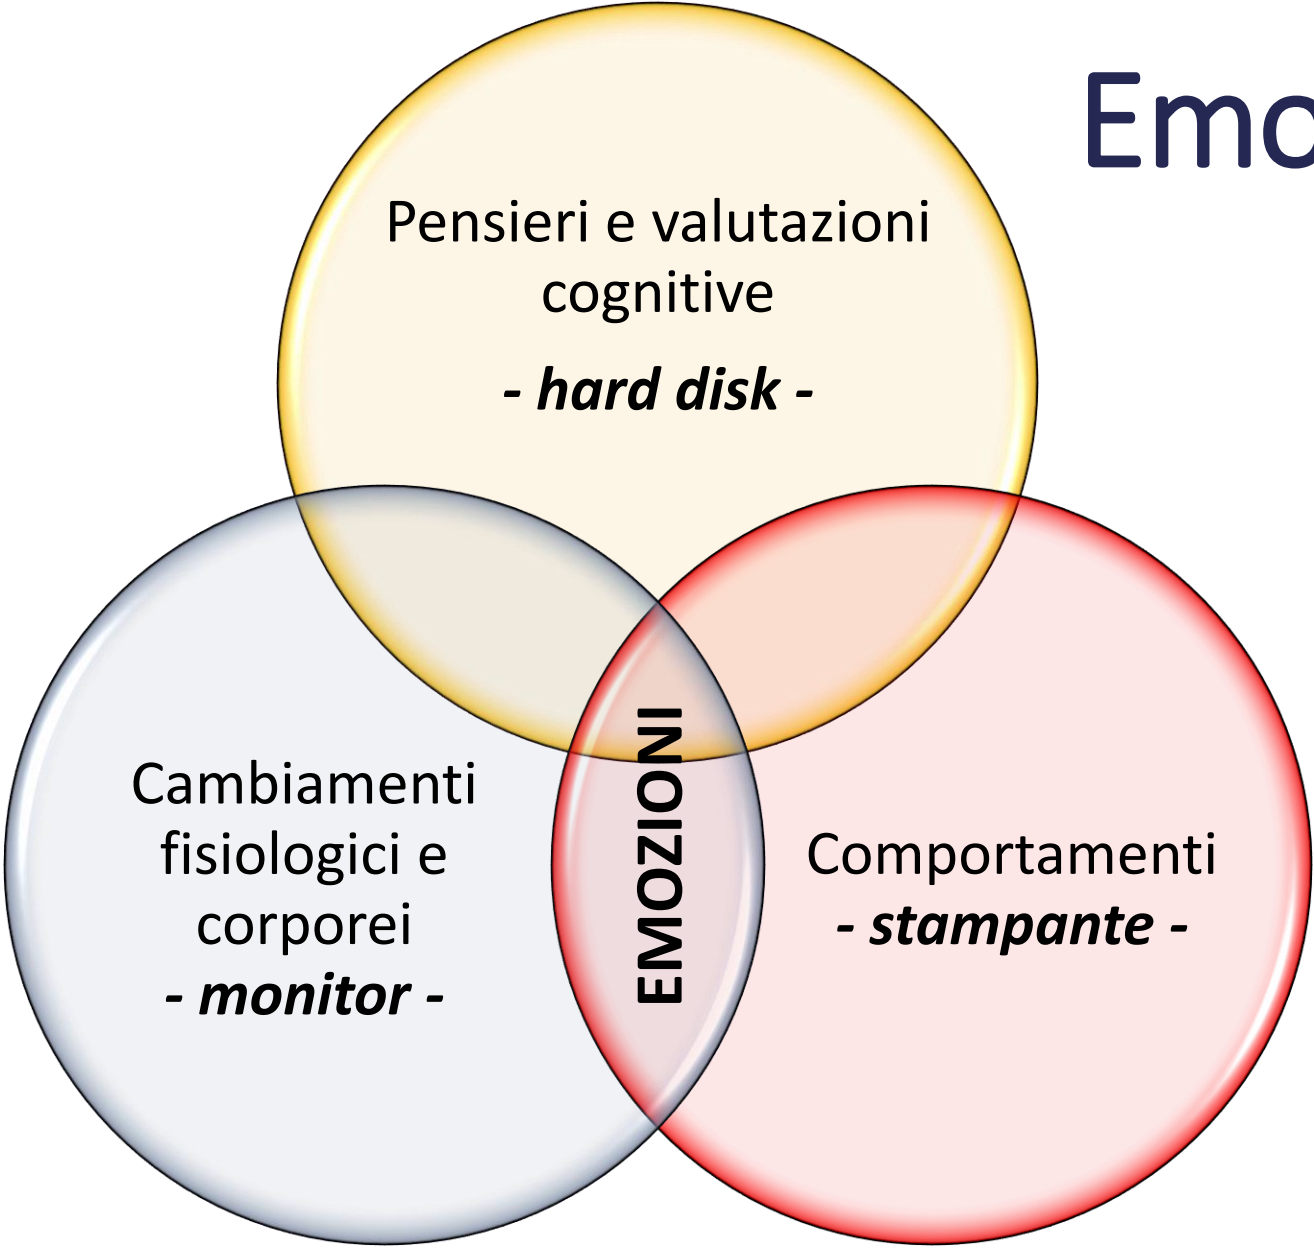 Emo
Pensieri e valutazioni
cognitive
- hard disk -
EMOZIONI
Cambiamenti
fisiologici e
corporei
- monitor -
Comportamenti
- stampante -